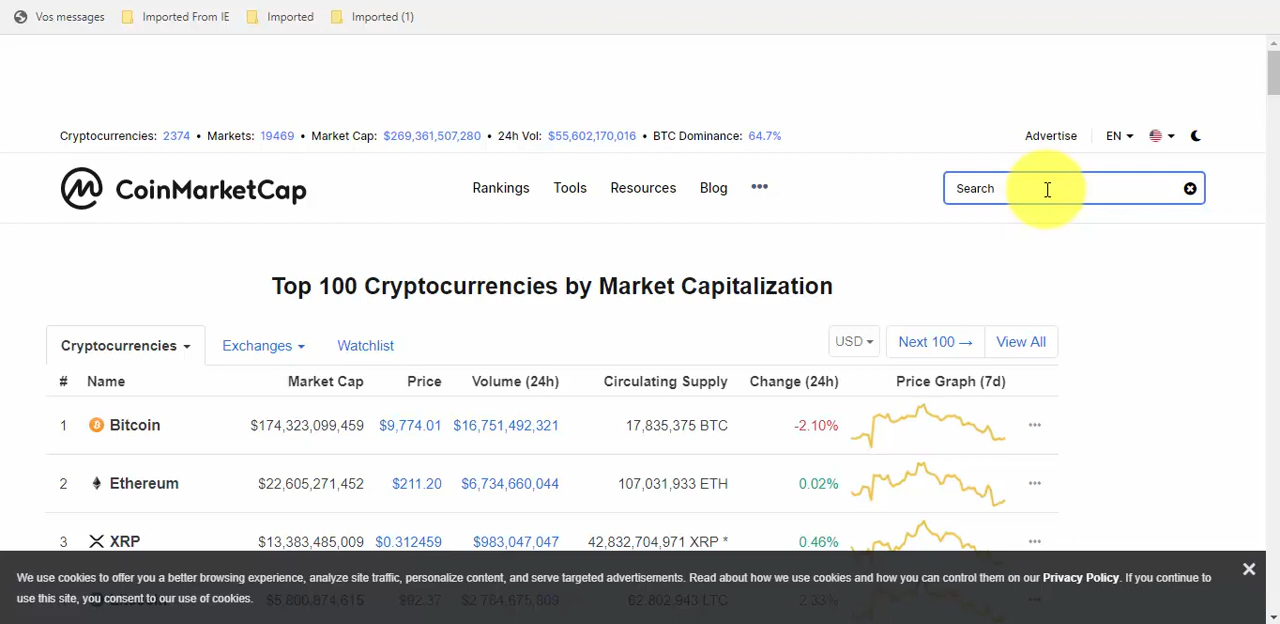 Vos messages Imported From IE Imported Imported (1)
Cryptocurrencies: 2374 • Markets: 19469 • Market Cap: $269,361,507,280 • 24h Vol: $55,602,170,016 • BTC Dominance: 64.7% Advertise EN
CoinMarketCap Rankings Tools Resources Blog ••• Search
Top 100 Cryptocurrencies by Market Capitalization
Cryptocurrencies Exchanges Watchlist USD Next 100 → View All
# Name Market Cap Price Volume (24h) Circulating Supply Change (24h) Price Graph (7d)
1 Bitcoin $174,323,099,459 $9,774.01 $16,751,492,321 17,835,375 BTC -2.10% •••
2 Ethereum $22,605,271,452 $211.20 $6,734,660,044 107,031,933 ETH 0.02% •••
3 XRP $13,383,485,009 $0.312459 $983,047,047 42,832,704,971 XRP * 0.46% •••
We use cookies to offer you a better browsing experience, analyze site traffic, personalize content, and serve targeted advertisements. Read about how we use cookies and how you can control them on our Privacy Policy. If you continue to
use this site, you consent to our use of cookies.
$92.37 62,802,943 LTC 2.33%